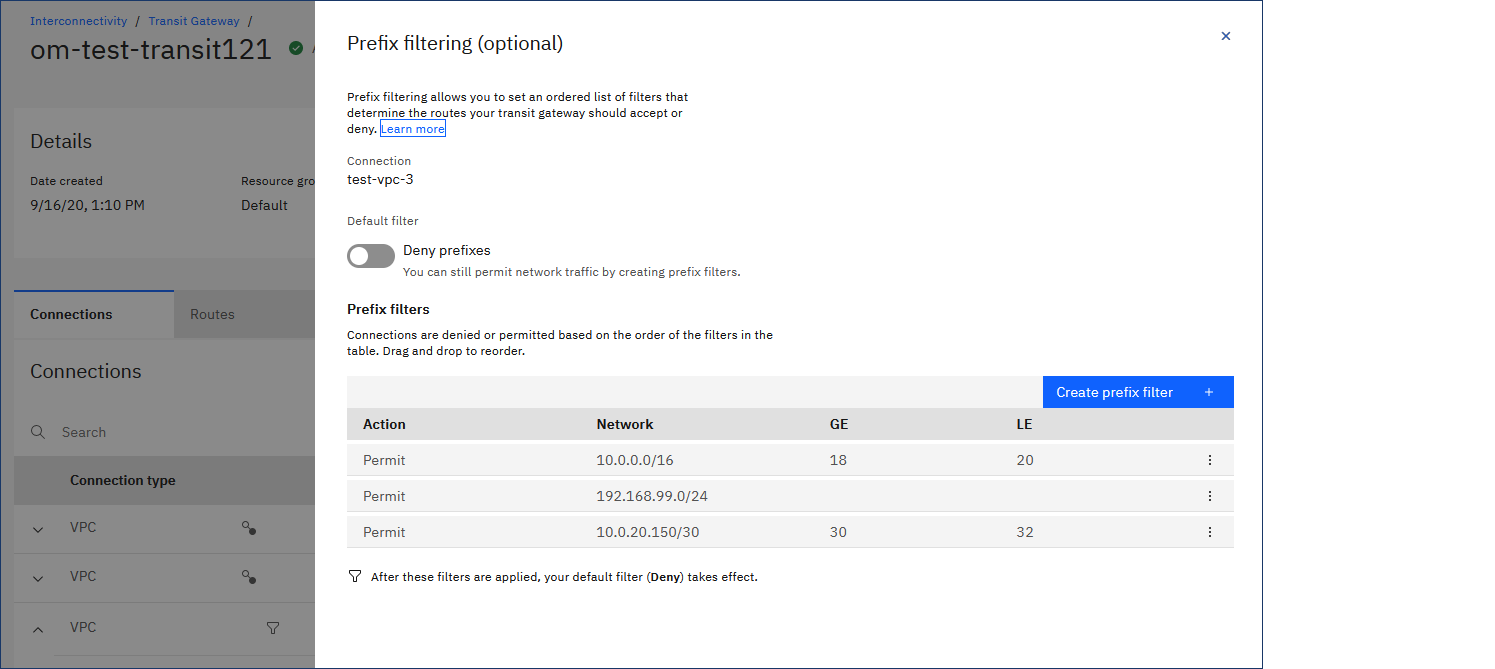 Interconnectivity / Transit Gateway /
om-test-transit121
Details
Date created
9/16/20, 1:10 PM
Resource gro
Default
Connections
Routes
Connections
Search
Connection type
VPC
VPC
VPC
Prefix filtering (optional)
Prefix filtering allows you to set an ordered list of filters that
determine the routes your transit gateway should accept or
deny. Learn more
Connection
test-vpc-3
Default filter
Deny prefixes
You can still permit network traffic by creating prefix filters.
Prefix filters
Connections are denied or permitted based on the order of the filters in the
table. Drag and drop to reorder.
Create prefix filter +
Action Network GE LE
Permit 10.0.0.0/16 18 20
Permit 192.168.99.0/24
Permit 10.0.20.150/30 30 32
After these filters are applied, your default filter (Deny) takes effect.